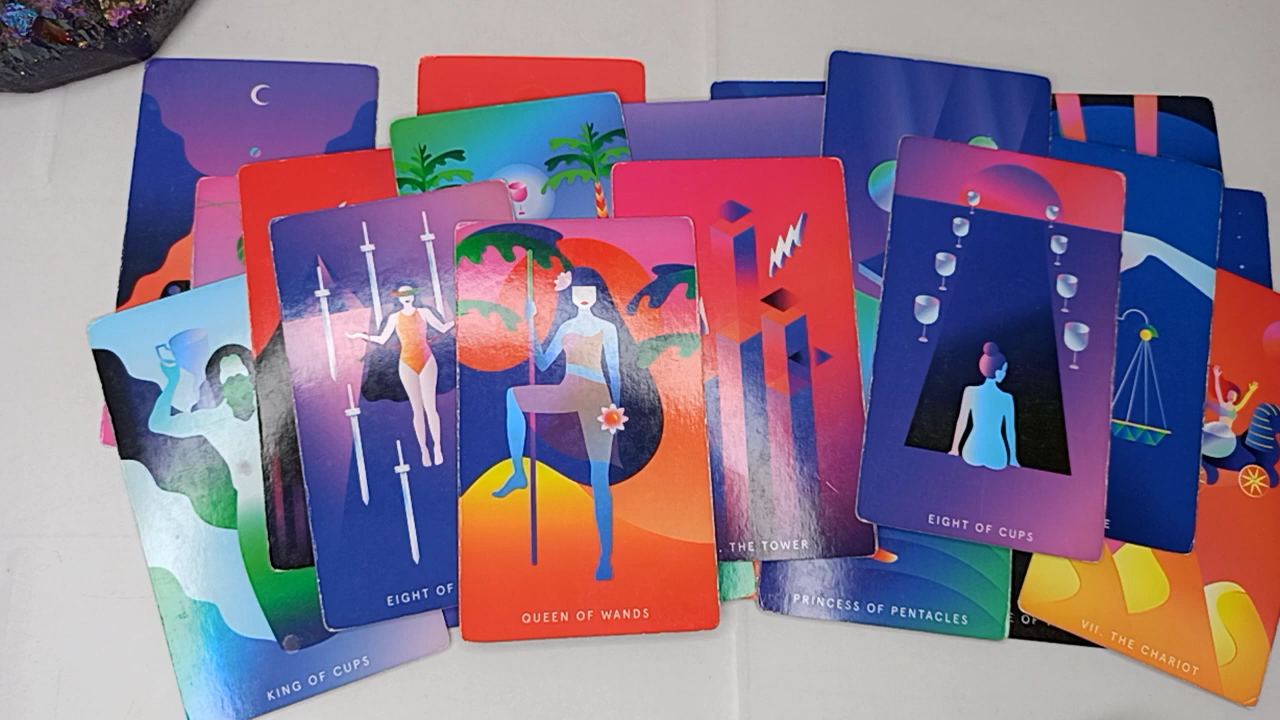 KING OF CUPS
EIGHT OF
QUEEN OF WANDS
THE TOWER
PRINCESS OF PENTACLES
EIGHT OF CUPS
E
E OF
VII. THE CHARIOT